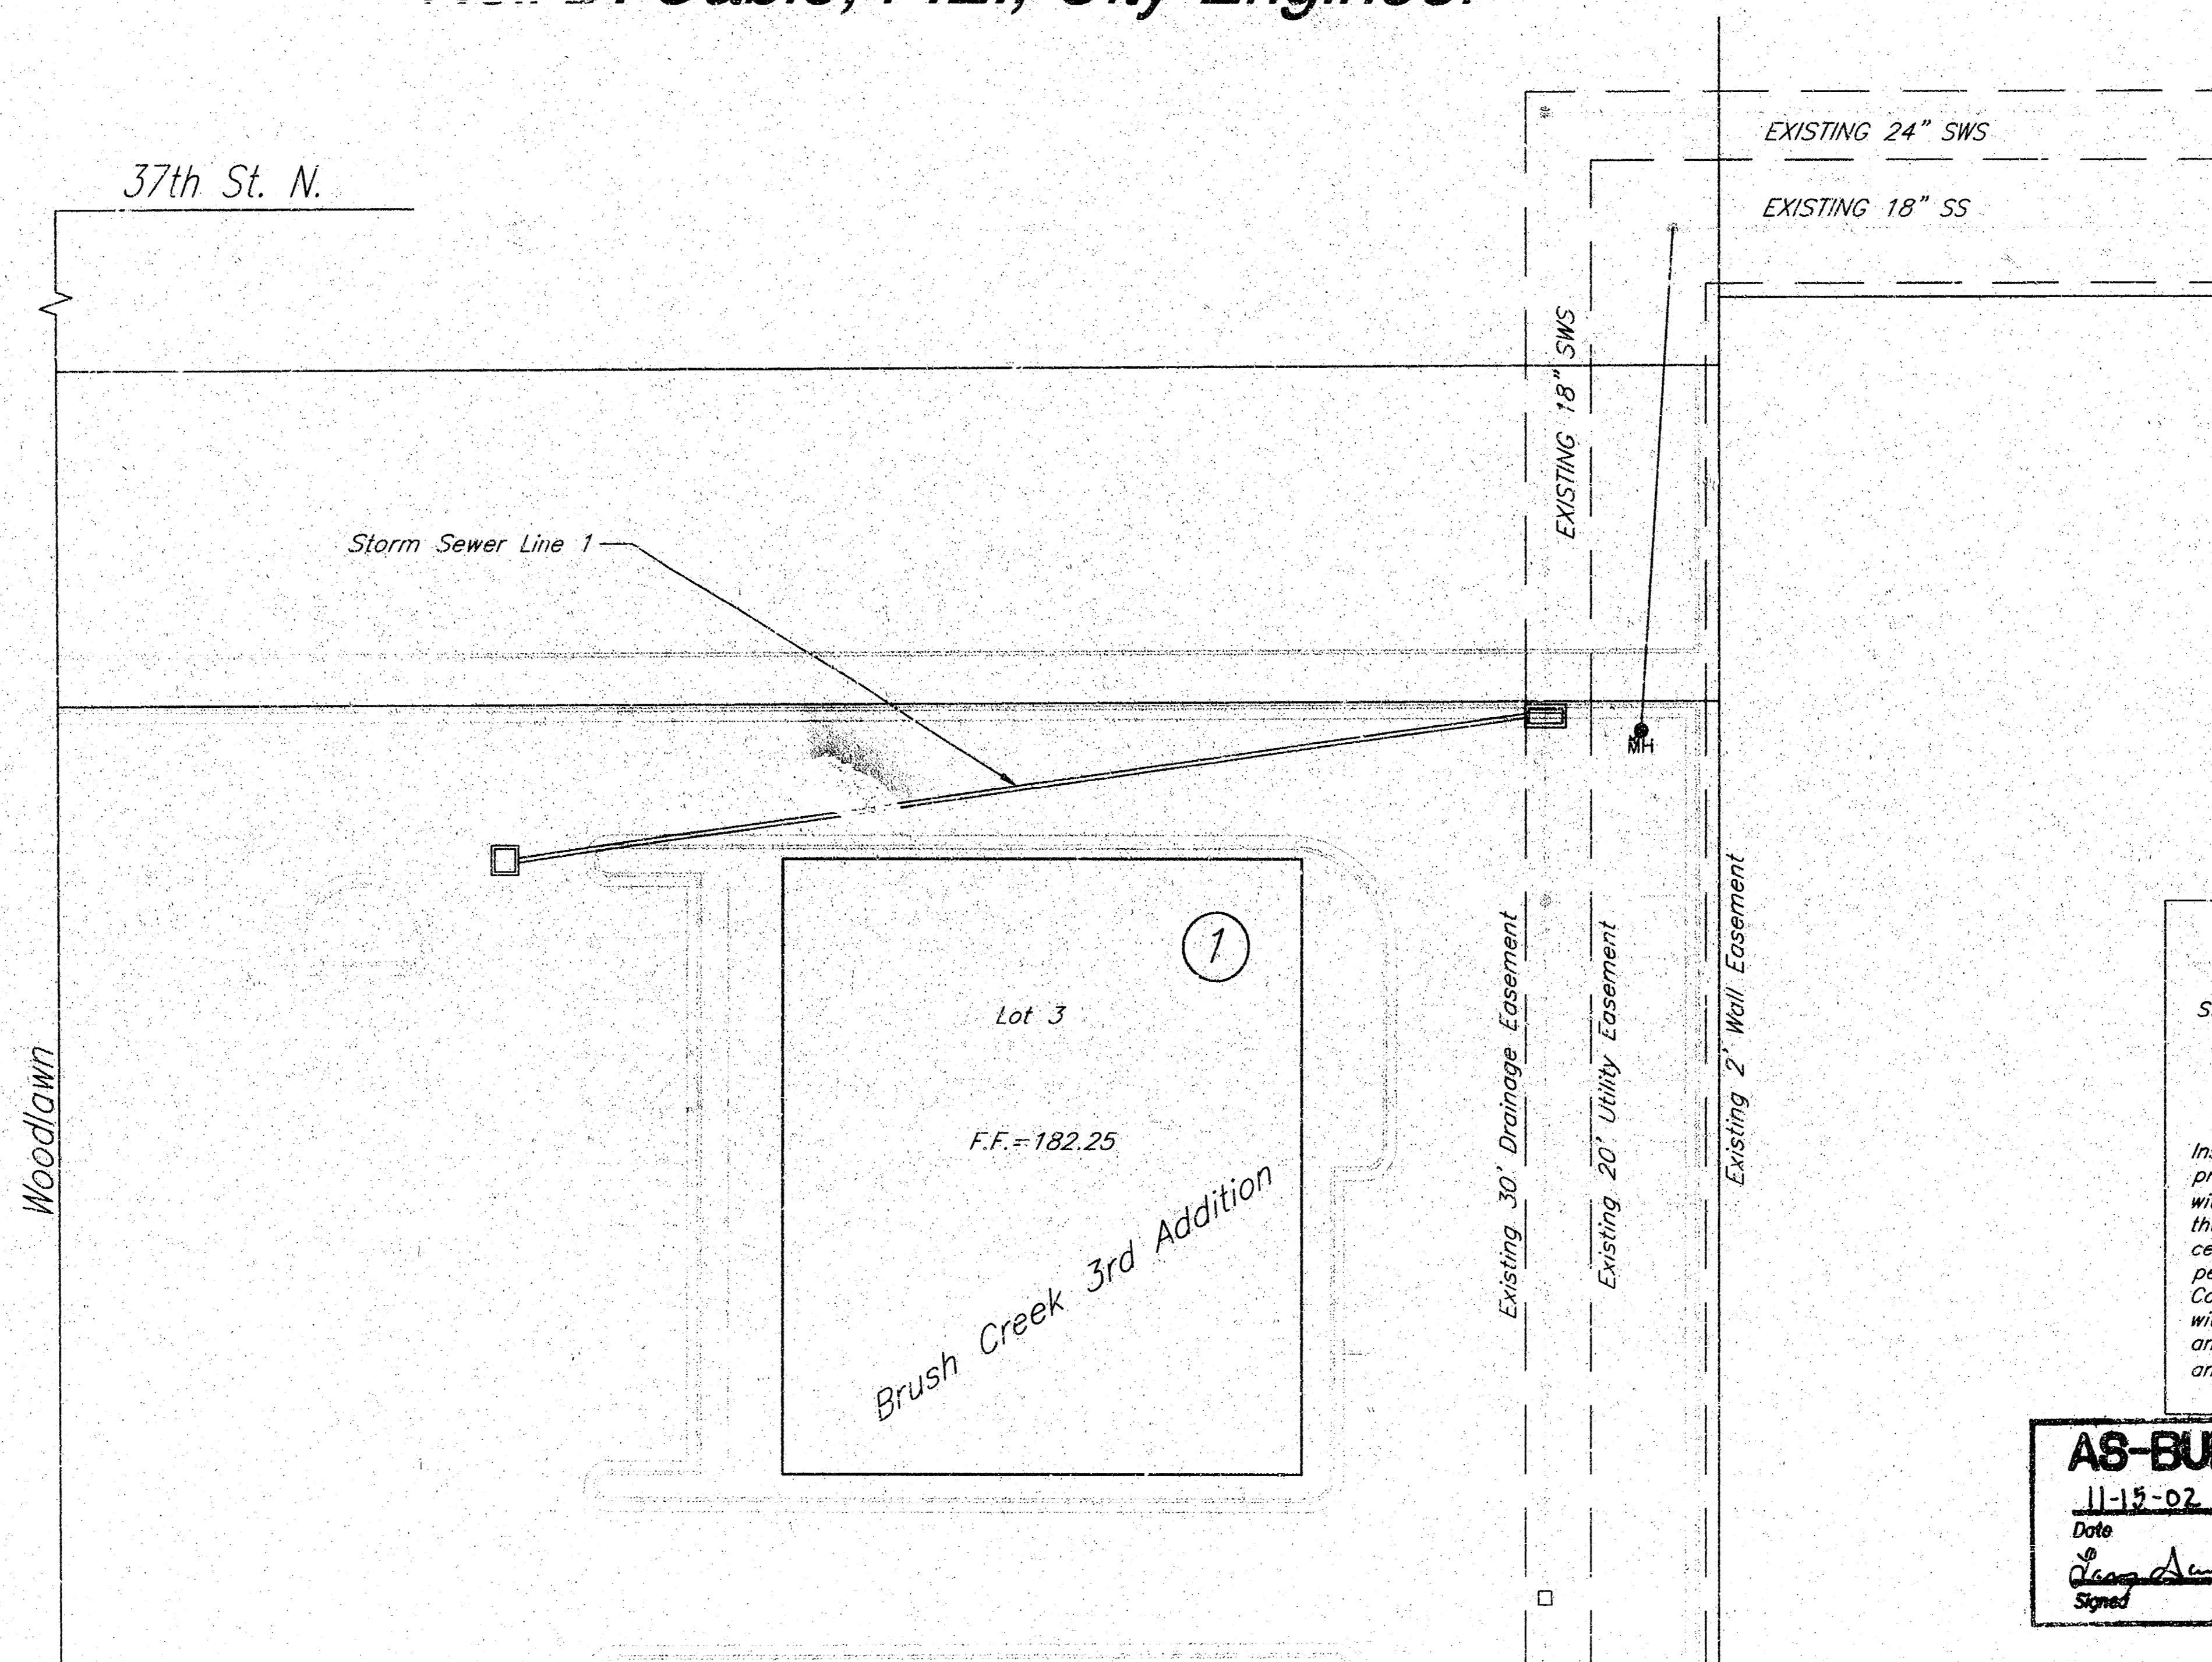 City Engineer
37th St. N.
EXISTING 24" SWS
EXISTING 18" SS
EXISTING 18" SWS
Storm Sewer Line 1
MH
1
Lot 3
F.F.=182.25
Brush Creek 3rd Addition
Woodlawn
Existing 30' Drainage Easement
Existing 20' Utility Easement
Existing 2' Wall Easement
AS-BU
11-15-02
Date
Signed